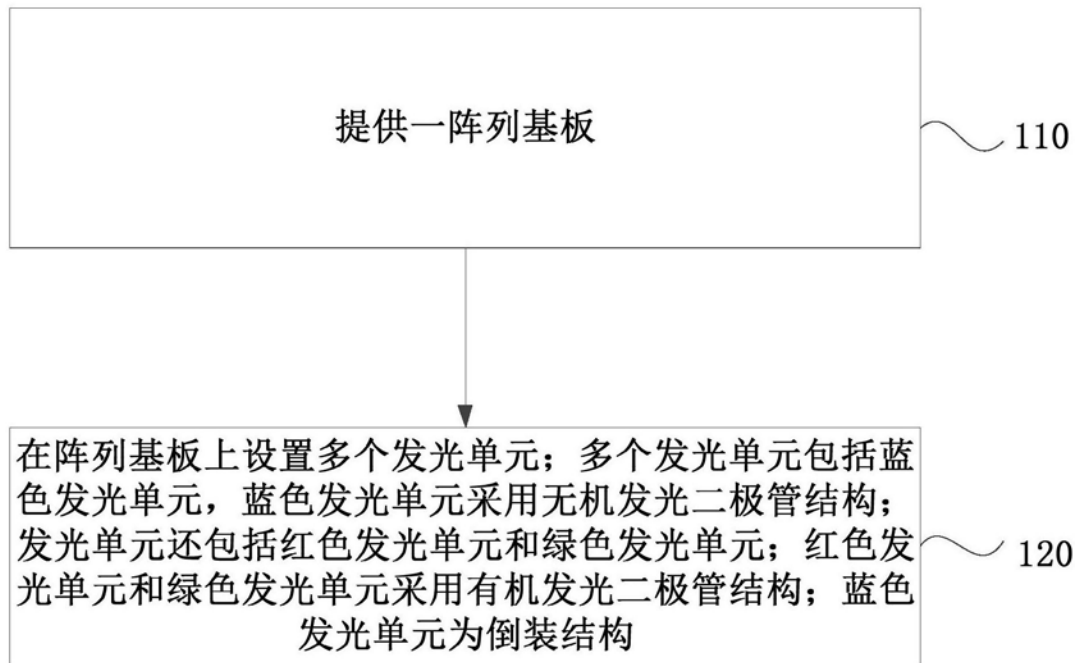 提供一阵列基板
110
在阵列基板上设置多个发光单元；多个发光单元包括蓝
色发光单元，蓝色发光单元采用无机发光二极管结构；
发光单元还包括红色发光单元和绿色发光单元；红色发
光单元和绿色发光单元采用有机发光二极管结构；蓝色
发光单元为倒装结构
120